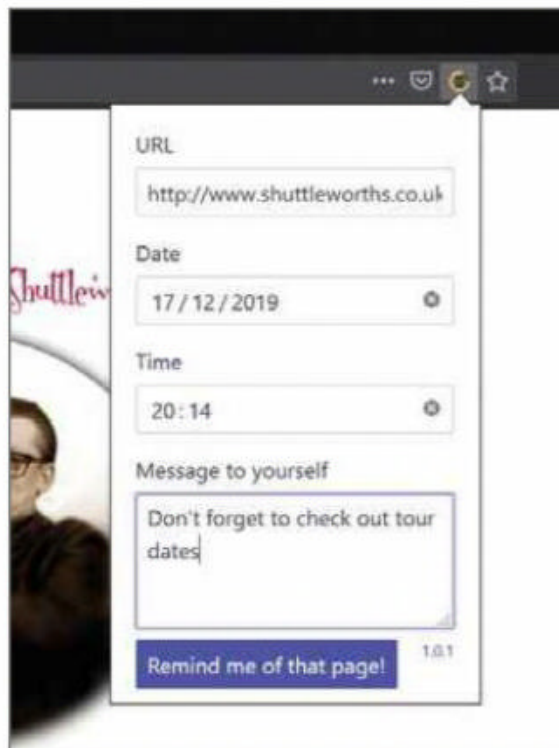 URL
http://www.shuttleworths.co.uk
Date
17/12/2019
Time
20:14
Shuttlew
Message to yourself
Don't forget to check out tour
dates
Remind me of that page!
1.0.1